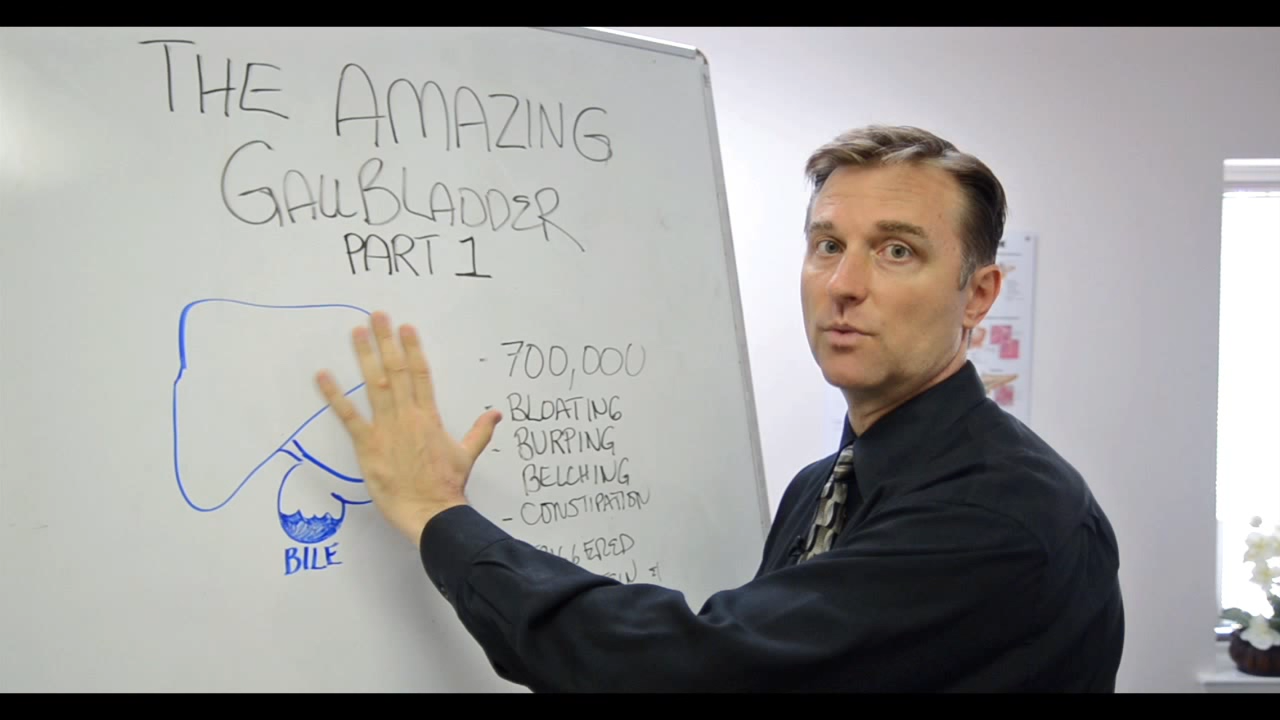 THE AMAZING
GALLBLADDER
PART 1
- 700,000
- BLOATING
- BURPING
BELCHING
- CONSTIPATION
&
BILE